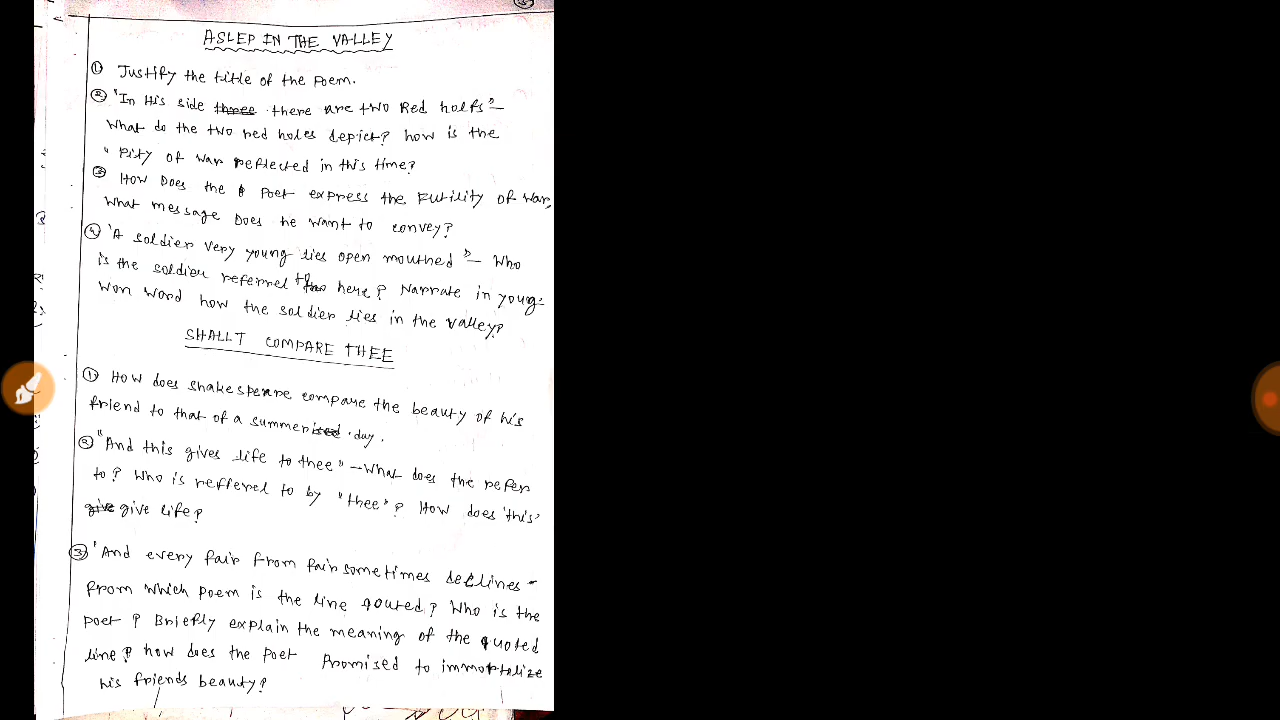 ASLEP IN THE VALLEY
① Justify the title of the Poem.
② "In His side three there are two Red holfs" —
What do the two red holes depict? how is the
" Pity of war reflected in this time?
③ How Does the Poet express the Futility of war,
what message Does he want to convey?
④ 'A soldier very young lies open mouthed" — Who
is the soldier referrel to here? Narrate in young-
won word how the soldier lies in the valley?
SHALLT COMPARE THEE
① How does shakespeare compare the beauty of his
friend to that of a summer day.
② "And this gives life to thee" — What does the refer
to? Who is reffered to by "thee"? How does 'this'
give give life?
③ 'And every fair from fair sometimes declines -
From which Poem is the line qouted? Who is the
poet? Briefly explain the meaning of the quoted
line? how does the Poet Promised to immortalize
his friends beauty?